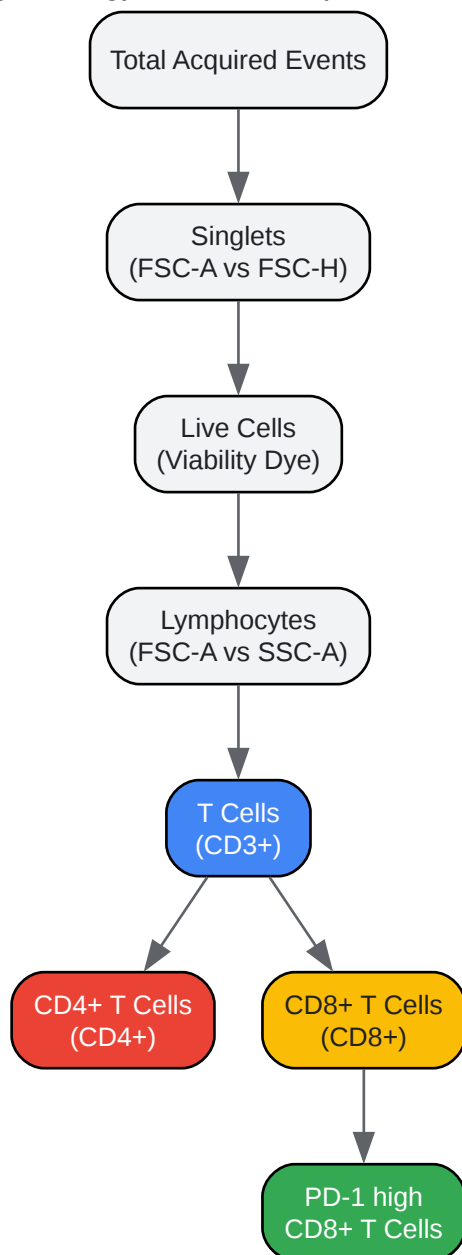 Total Acquired Events
Singlets
(FSC-A vs FSC-H)
Live Cells
(Viability Dye)
Lymphocytes
(FSC-A vs SSC-A)
T Cells
(CD3+)
CD4+ T Cells
(CD4+)
CD8+ T Cells
(CD8+)
PD-1 high
CD8+ T Cells